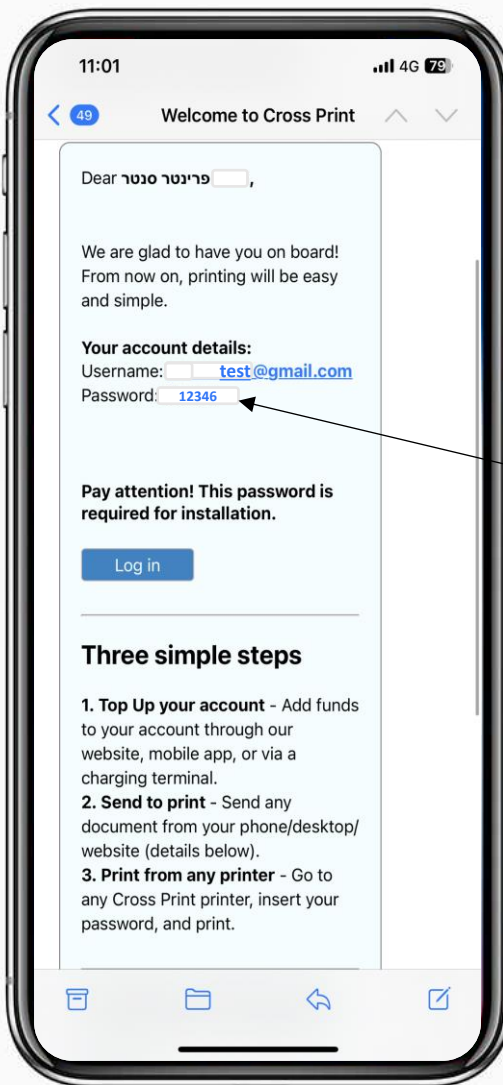 11:01
4G 79
49 Welcome to Cross Print
Dear פרינטר סנטר ,
We are glad to have you on board!
From now on, printing will be easy
and simple.
Your account details:
Username: test@gmail.com
Password: 12346
Pay attention! This password is
required for installation.
Log in
Three simple steps
1. Top Up your account - Add funds
to your account through our
website, mobile app, or via a
charging terminal.
2. Send to print - Send any
document from your phone/desktop/
website (details below).
3. Print from any printer - Go to
any Cross Print printer, insert your
password, and print.